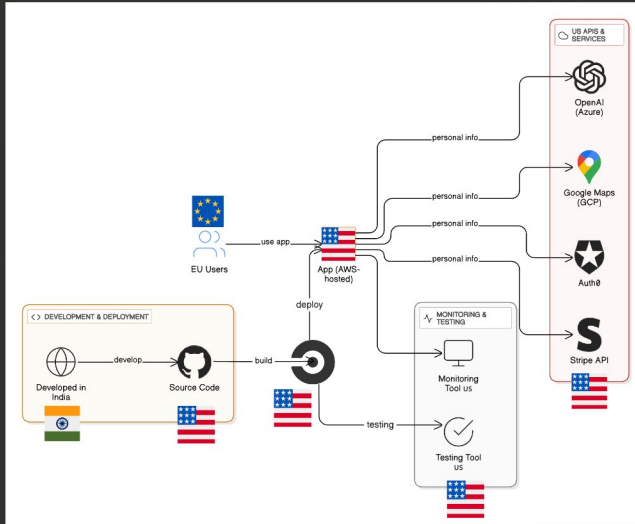 US APIS &
SERVICES
OpenAI
(Azure)
personal info
Google Maps
(GCP)
personal info
personal info
EU Users
use app
App (AWS-
hosted)
personal info
Auth0
deploy
<> DEVELOPMENT & DEPLOYMENT
MONITORING &
TESTING
Stripe API
develop
build
Developed in
India
Source Code
Monitoring
Tool us
testing
Testing Tool
us